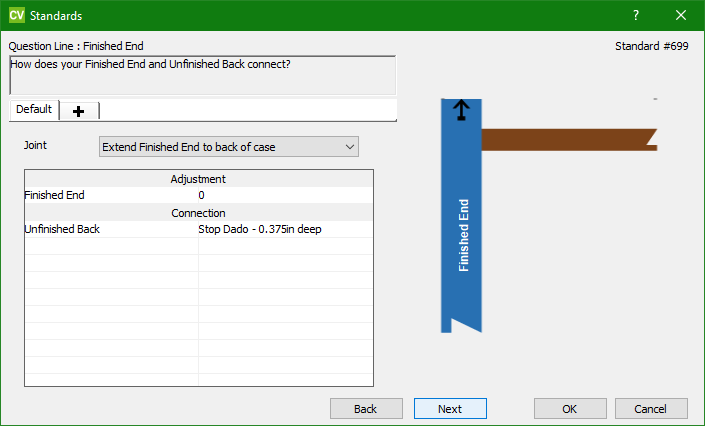 CV Standards ?
Question Line : Finished End Standard #699
How does your Finished End and Unfinished Back connect?
Default
Joint Extend Finished End to back of case
Adjustment
Finished End 0
Connection
Unfinished Back Stop Dado - 0.375in deep
Finished End
Back Next OK Cancel